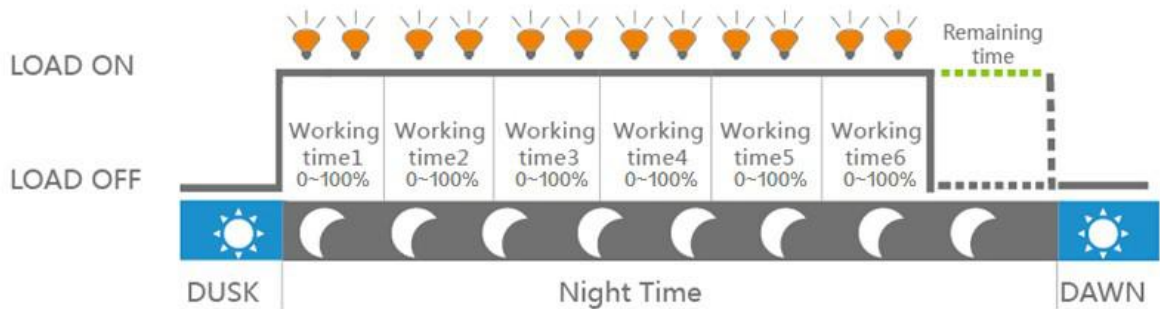 Remaining
time
LOAD ON
Working
time1
0~100%
Working
time2
0~100%
Working
time3
0~100%
Working
time4
0~100%
Working
time5
0~100%
Working
time6
0~100%
LOAD OFF
DUSK
Night Time
DAWN